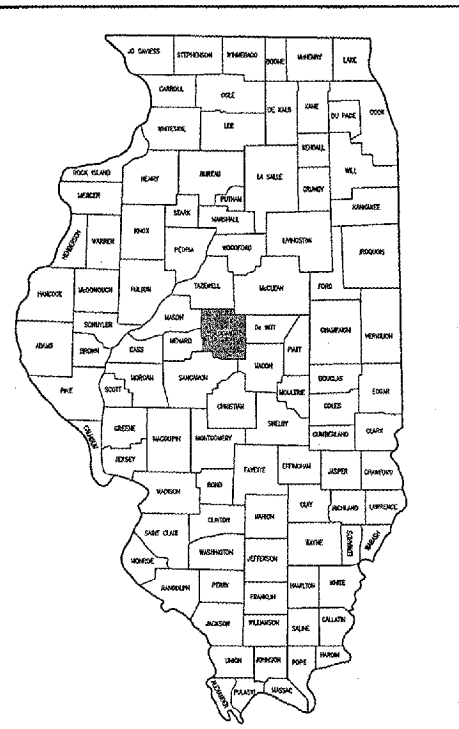 JO DAVIESS STEPHENSON WINNEBAGO BOONE McHENRY LAKE
CARROLL OGLE DE KALB KANE COOK
DU PAGE
WHITESIDE LEE KENDALL WILL
ROCK ISLAND HENRY BUREAU LA SALLE GRUNDY
MERCER PUTNAM KANKAKEE
STARK MARSHALL
HENDERSON WARREN KNOX PEORIA WOODFORD LIVINGSTON IROQUOIS
TAZEWELL McCLEAN FORD
HANCOCK McDONOUGH FULTON
MASON De WITT CHAMPAIGN VERMILION
ADAMS SCHUYLER MENARD PIATT
BROWN CASS MACON
PIKE MORGAN SANGAMON DOUGLAS EDGAR
SCOTT CHRISTIAN MOULTRIE COLES
GREENE SHELBY CLARK
CALHOUN MACOUPIN MONTGOMERY CUMBERLAND
JERSEY FAYETTE EFFINGHAM JASPER CRAWFORD
MADISON BOND CLAY RICHLAND LAWRENCE
CLINTON MARION
SAINT CLAIR WAYNE EDWARDS WABASH
MONROE WASHINGTON JEFFERSON
RANDOLPH PERRY HAMILTON WHITE
FRANKLIN
JACKSON WILLIAMSON SALINE GALLATIN
UNION JOHNSON POPE HARDIN
ALEXANDER PULASKI MASSAC